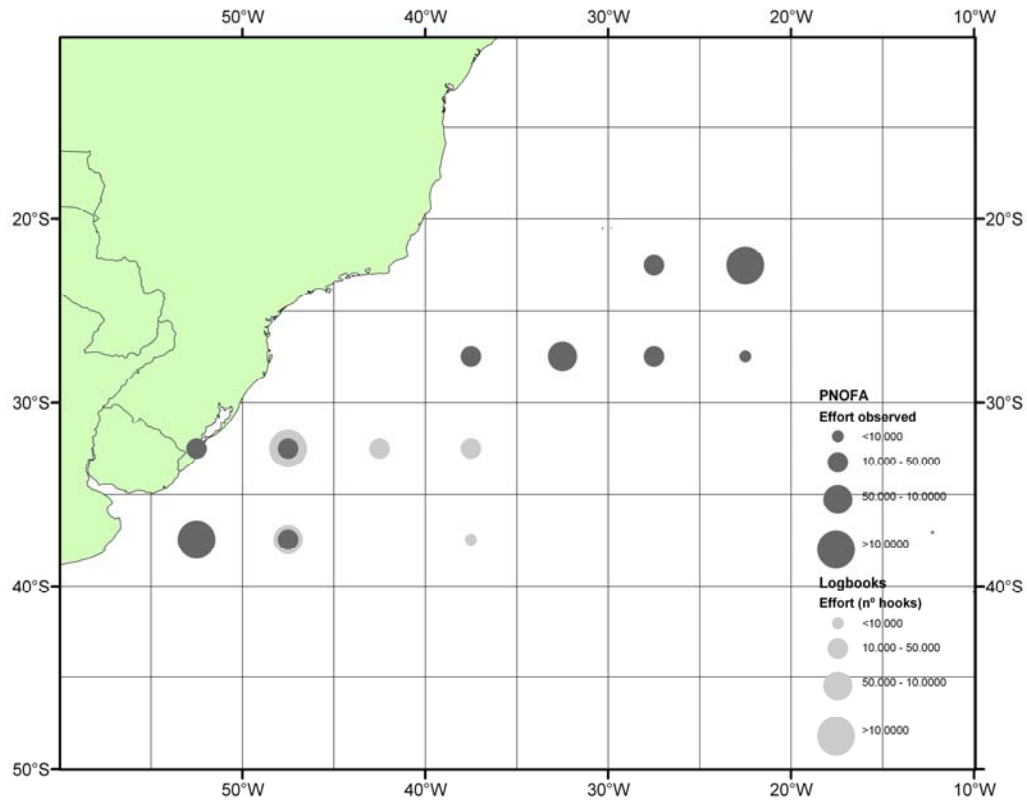 50°W 40°W 30°W 20°W 10°W
20°S 20°S
30°S 30°S
PNOFA
Effort observed
<10.000
10.000 - 50.000
50.000 - 10.0000
>10.0000
Logbooks
40°S 40°S
Effort (nº hooks)
<10.000
10.000 - 50.000
50.000 - 10.0000
>10.0000
50°S
50°W 40°W 30°W 20°W 10°W